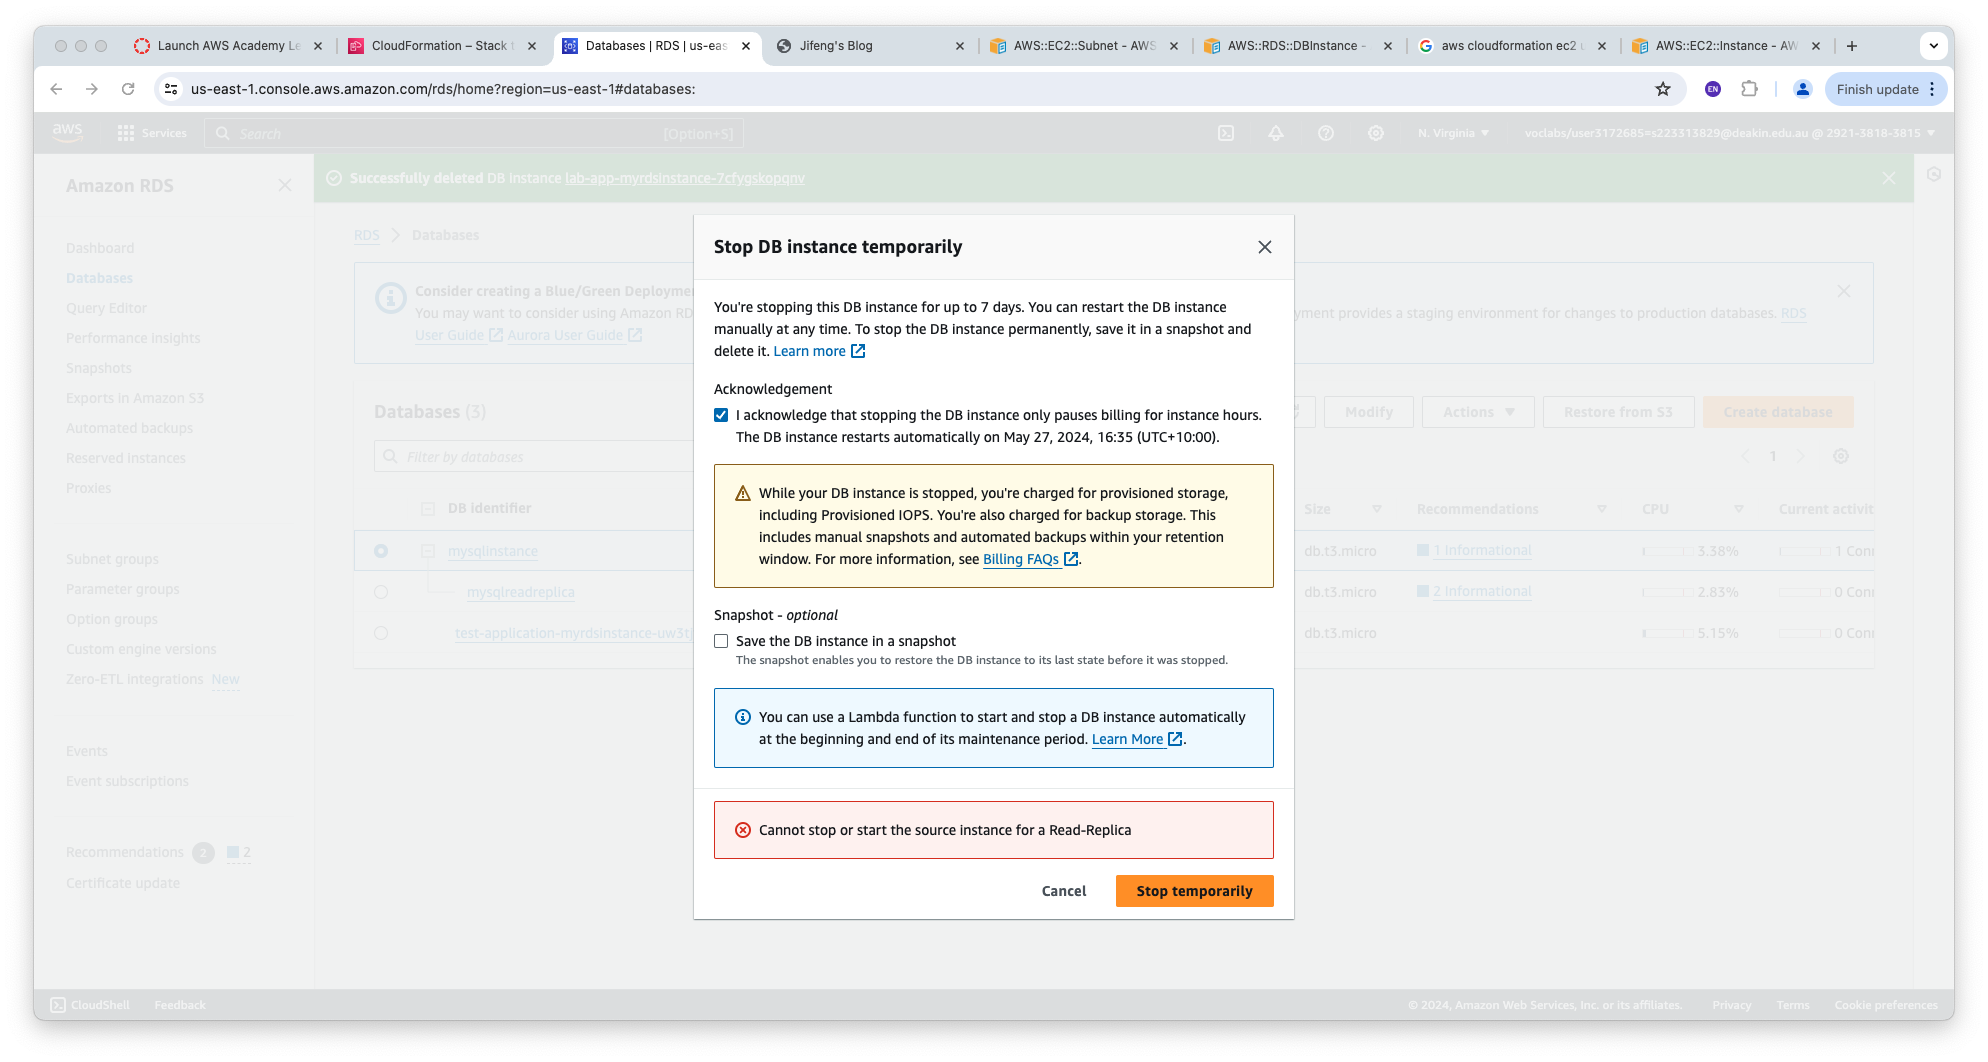 Launch AWS Academy Le
CloudFormation – Stack t
Databases | RDS | us-eas
Jifeng's Blog
AWS::EC2::Subnet - AWS
AWS::RDS::DBInstance -
aws cloudformation ec2 u
AWS::EC2::Instance - AW
us-east-1.console.aws.amazon.com/rds/home?region=us-east-1#databases:
EN
Finish update
aws
Services
Search
[Option+S]
N. Virginia
voclabs/user3172685=s223313829@deakin.edu.au @ 2921-3818-3815
Amazon RDS
Dashboard
Databases
Query Editor
Performance insights
Snapshots
Exports in Amazon S3
Automated backups
Reserved instances
Proxies
Subnet groups
Parameter groups
Option groups
Custom engine versions
Zero-ETL integrations New
Events
Event subscriptions
Recommendations 2 2
Certificate update
Successfully deleted DB instance lab-app-myrdsinstance-7cfygskopqnv
RDS
Databases
Consider creating a Blue/Green Deployme
You may want to consider using Amazon RD
yment provides a staging environment for changes to production databases. RDS
User Guide Aurora User Guide
Databases (3)
Modify
Actions
Restore from S3
Create database
Filter by databases
1
DB identifier
Size
Recommendations
CPU
Current activit
mysqlinstance
db.t3.micro
1 Informational
3.38%
1 Con
mysqlreadreplica
db.t3.micro
2 Informational
2.83%
0 Con
test-application-myrdsinstance-uw3tj
db.t3.micro
5.15%
0 Con
Stop DB instance temporarily
You're stopping this DB instance for up to 7 days. You can restart the DB instance
manually at any time. To stop the DB instance permanently, save it in a snapshot and
delete it. Learn more
Acknowledgement
I acknowledge that stopping the DB instance only pauses billing for instance hours.
The DB instance restarts automatically on May 27, 2024, 16:35 (UTC+10:00).
While your DB instance is stopped, you're charged for provisioned storage,
including Provisioned IOPS. You're also charged for backup storage. This
includes manual snapshots and automated backups within your retention
window. For more information, see Billing FAQs.
Snapshot - optional
Save the DB instance in a snapshot
The snapshot enables you to restore the DB instance to its last state before it was stopped.
You can use a Lambda function to start and stop a DB instance automatically
at the beginning and end of its maintenance period. Learn More.
Cannot stop or start the source instance for a Read-Replica
Cancel
Stop temporarily
CloudShell
Feedback
© 2024, Amazon Web Services, Inc. or its affiliates.
Privacy
Terms
Cookie preferences